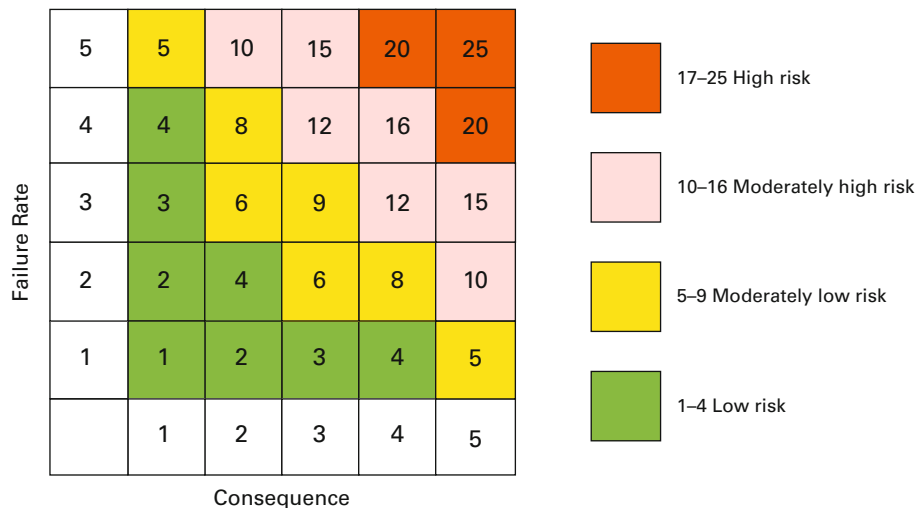 5 5 10 15 20 25
17–25 High risk
4 4 8 12 16 20
10–16 Moderately high risk
3 3 6 9 12 15
Failure Rate
2 2 4 6 8 10
5–9 Moderately low risk
1 1 2 3 4 5
1–4 Low risk
1 2 3 4 5
Consequence